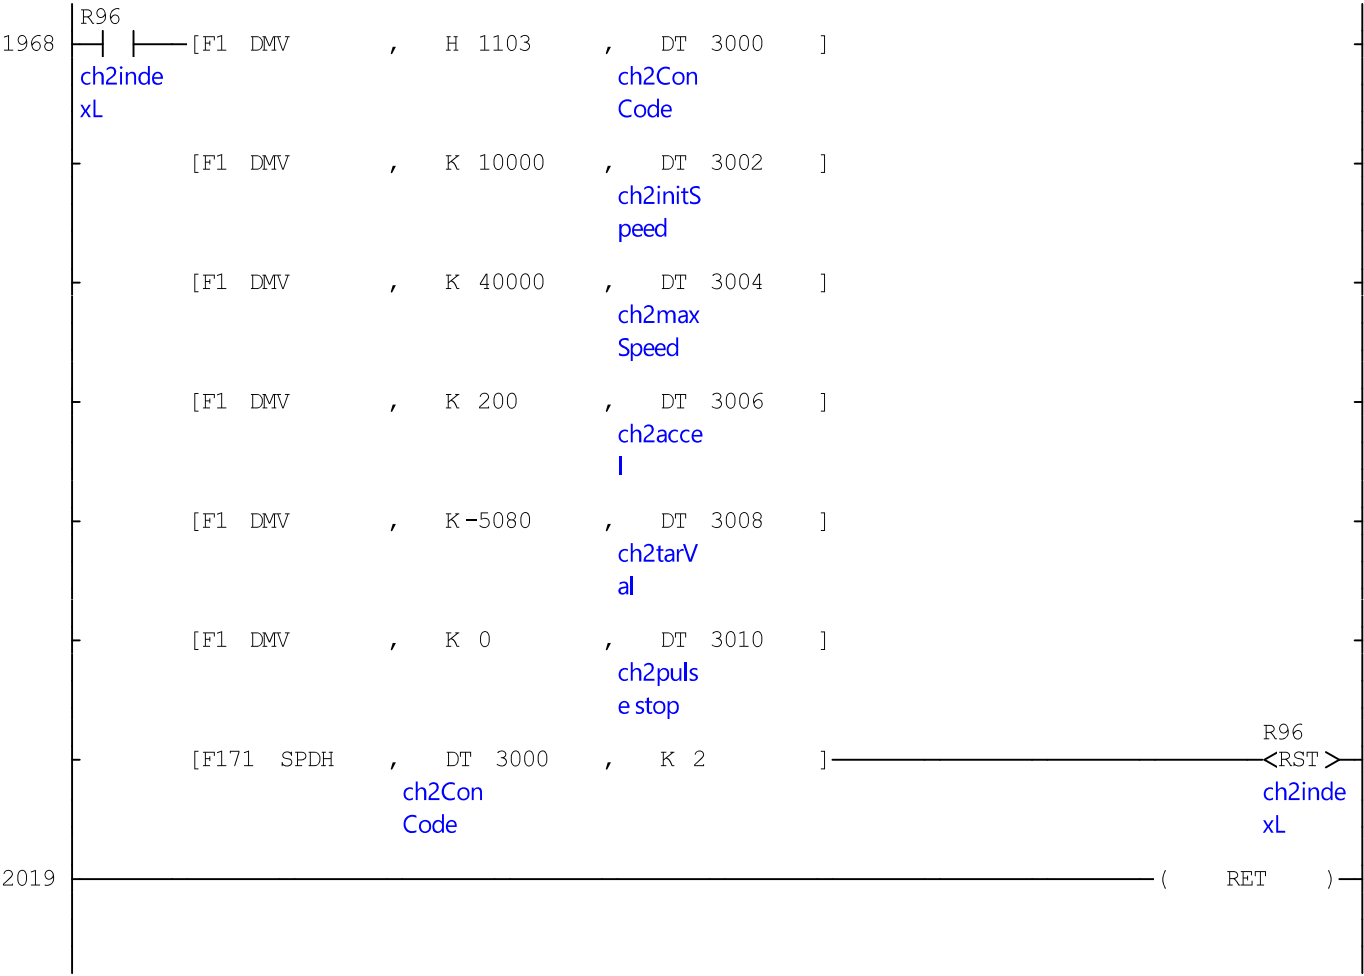 R96
1968 [F1 DMV , H 1103 , DT 3000 ]
ch2inde ch2Con
xL Code
[F1 DMV , K 10000 , DT 3002 ]
ch2initS
peed
[F1 DMV , K 40000 , DT 3004 ]
ch2max
Speed
[F1 DMV , K 200 , DT 3006 ]
ch2acce
l
[F1 DMV , K-5080 , DT 3008 ]
ch2tarV
al
[F1 DMV , K 0 , DT 3010 ]
ch2puls
e stop
R96
[F171 SPDH , DT 3000 , K 2 ] <RST>
ch2Con ch2inde
Code xL
2019 ( RET )